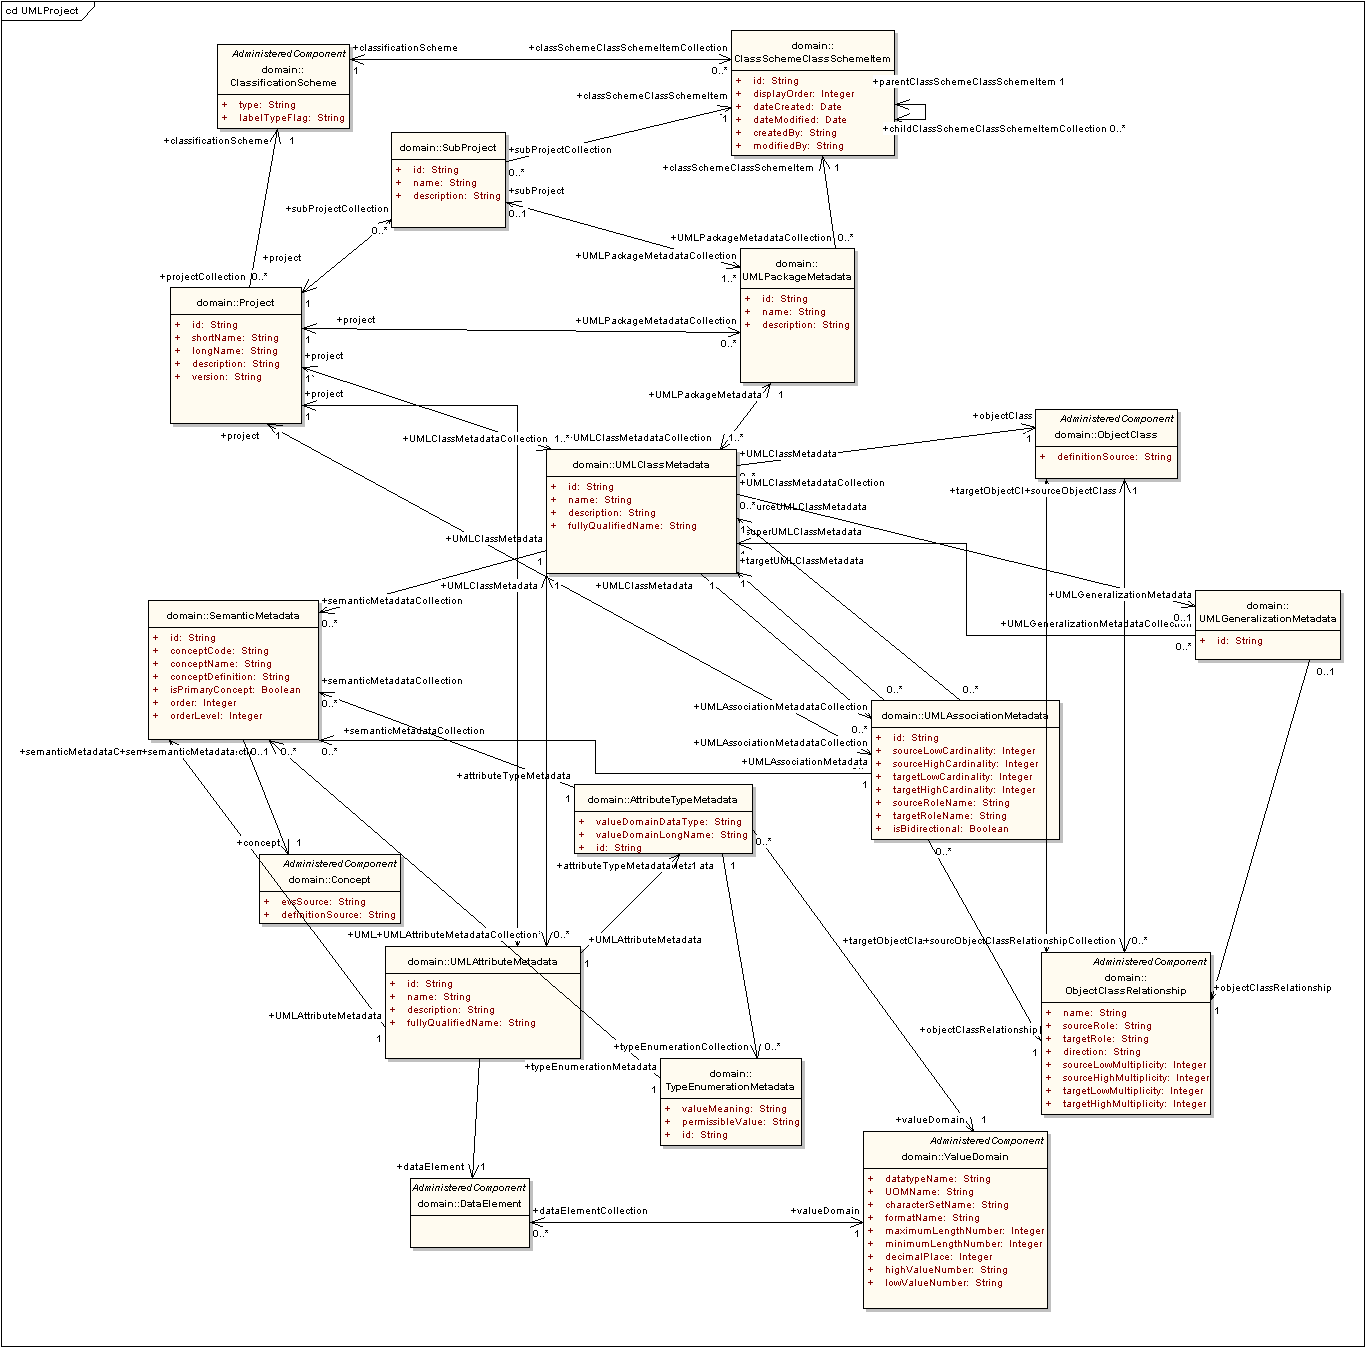 cd UMLProject
AdministeredComponent
domain::
ClassificationScheme
+ type: String
+ labelTypeFlag: String
+classificationScheme
1
+classSchemeClassSchemeItemCollection
0..*
domain::
ClassSchemeClassSchemeItem
+ id: String
+ displayOrder: Integer
+ dateCreated: Date
+ dateModified: Date
+ createdBy: String
+ modifiedBy: String
+parentClassSchemeClassSchemeItem 1
+childClassSchemeClassSchemeItemCollection 0..*
+classSchemeClassSchemeItem
1
+classificationScheme
1
domain::SubProject
+ id: String
+ name: String
+ description: String
+subProjectCollection
0..*
+subProject
0..1
+classSchemeClassSchemeItem
1
+subProjectCollection
0..*
+UMLPackageMetadataCollection 0..*
+UMLPackageMetadataCollection
1..*
+project
1
+projectCollection 0..*
domain::
UMLPackageMetadata
+ id: String
+ name: String
+ description: String
domain::Project
+ id: String
+ shortName: String
+ longName: String
+ description: String
+ version: String
+project
1
+UMLPackageMetadataCollection
0..*
+project
1
+project
1
+project
1
+UMLPackageMetadata
1
+UMLClassMetadataCollection 1..*
+UMLClassMetadataCollection
1..*
+objectClass
1
AdministeredComponent
domain::ObjectClass
+ definitionSource: String
domain::UMLClassMetadata
+ id: String
+ name: String
+ description: String
+ fullyQualifiedName: String
+UMLClassMetadata
0..*
+UMLClassMetadataCollection
0..*
urceUMLClassMetadata
1
superUMLClassMetadata
+targetUMLClassMetadata
1
+targetObjectCl
+sourceObjectClass
1
+UMLClassMetadata
1
+UMLClassMetadata
1
+UMLClassMetadata
1
+UMLGeneralizationMetadata
0..1
+UMLGeneralizationMetadataCollection
0..*
domain::
UMLGeneralizationMetadata
+ id: String
0..1
+semanticMetadataCollection
0..*
domain::SemanticMetadata
+ id: String
+ conceptCode: String
+ conceptName: String
+ conceptDefinition: String
+ isPrimaryConcept: Boolean
+ order: Integer
+ orderLevel: Integer
+semanticMetadataCollection
0..*
+semanticMetadataCollection
0..*
+semanticMetadataC
+sem
+semanticMetadata
0..1
0..*
0..*
0..*
+UMLAssociationMetadataCollection
0..*
+UMLAssociationMetadataCollection
+UMLAssociationMetadata
1
domain::UMLAssociationMetadata
+ id: String
+ sourceLowCardinality: Integer
+ sourceHighCardinality: Integer
+ targetLowCardinality: Integer
+ targetHighCardinality: Integer
+ sourceRoleName: String
+ targetRoleName: String
+ isBidirectional: Boolean
0..*
+attributeTypeMetadata
1
domain::AttributeTypeMetadata
+ valueDomainDataType: String
+ valueDomainLongName: String
+ id: String
0..*
1
+attributeTypeMetadata
1
ata
+concept
1
AdministeredComponent
domain::Concept
+ evsSource: String
+ definitionSource: String
+UML
+UMLAttributeMetadataCollection
0..*
+UMLAttributeMetadata
1
domain::UMLAttributeMetadata
+ id: String
+ name: String
+ description: String
+ fullyQualifiedName: String
+UMLAttributeMetadata
1
+targetObjectCla
+sourcObjectClassRelationshipCollection
0..*
AdministeredComponent
domain::
ObjectClassRelationship
+ name: String
+ sourceRole: String
+ targetRole: String
+ direction: String
+ sourceLowMultiplicity: Integer
+ sourceHighMultiplicity: Integer
+ targetLowMultiplicity: Integer
+ targetHighMultiplicity: Integer
+objectClassRelationship
1
+objectClassRelationship
1
+typeEnumerationCollection
0..*
+typeEnumerationMetadata
1
domain::
TypeEnumerationMetadata
+ valueMeaning: String
+ permissibleValue: String
+ id: String
+valueDomain
1
AdministeredComponent
domain::ValueDomain
+ datatypeName: String
+ UOMName: String
+ characterSetName: String
+ formatName: String
+ maximumLengthNumber: Integer
+ minimumLengthNumber: Integer
+ decimalPlace: Integer
+ highValueNumber: String
+ lowValueNumber: String
+dataElement
1
AdministeredComponent
domain::DataElement
+dataElementCollection
0..*
+valueDomain
1